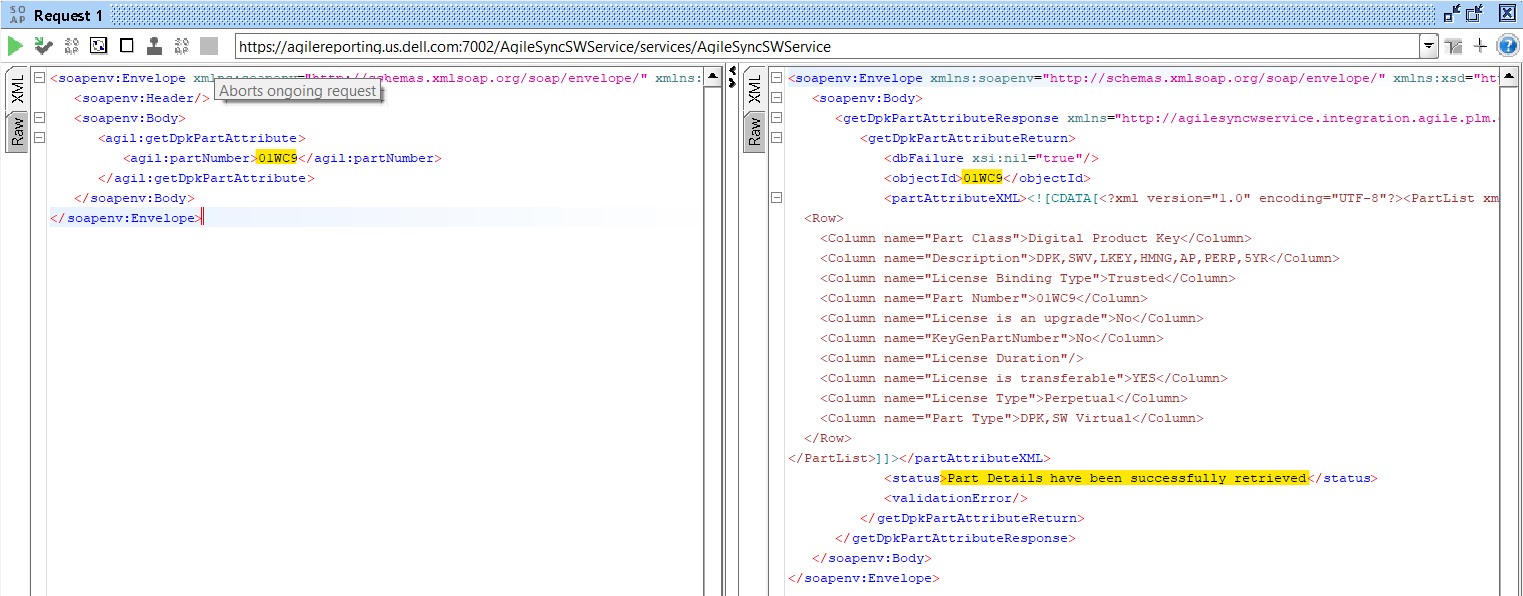 SO
AP
Request 1
SO
AP
SO
AP
https://agilereporting.us.dell.com:7002/AgileSyncSWService/services/AgileSyncSWService
XML
Raw
<soapenv:Envelope xmlns:soapenv="http://schemas.xmlsoap.org/soap/envelope/" xmlns:
Aborts ongoing request
<soapenv:Header/>
<soapenv:Body>
<agil:getDpkPartAttribute>
<agil:partNumber>01WC9</agil:partNumber>
</agil:getDpkPartAttribute>
</soapenv:Body>
</soapenv:Envelope>
XML
Raw
<soapenv:Envelope xmlns:soapenv="http://schemas.xmlsoap.org/soap/envelope/" xmlns:xsd="ht
<soapenv:Body>
<getDpkPartAttributeResponse xmlns="http://agilesyncwservice.integration.agile.plm.
<getDpkPartAttributeReturn>
<dbFailure xsi:nil="true"/>
<objectId>01WC9</objectId>
<partAttributeXML><![CDATA[<?xml version="1.0" encoding="UTF-8"?><PartList xm
<Row>
<Column name="Part Class">Digital Product Key</Column>
<Column name="Description">DPK,SWV,LKEY,HMNG,AP,PERP,5YR</Column>
<Column name="License Binding Type">Trusted</Column>
<Column name="Part Number">01WC9</Column>
<Column name="License is an upgrade">No</Column>
<Column name="KeyGenPartNumber">No</Column>
<Column name="License Duration"/>
<Column name="License is transferable">YES</Column>
<Column name="License Type">Perpetual</Column>
<Column name="Part Type">DPK,SW Virtual</Column>
</Row>
</PartList>]]></partAttributeXML>
<status>Part Details have been successfully retrieved</status>
<validationError/>
</getDpkPartAttributeReturn>
</getDpkPartAttributeResponse>
</soapenv:Body>
</soapenv:Envelope>